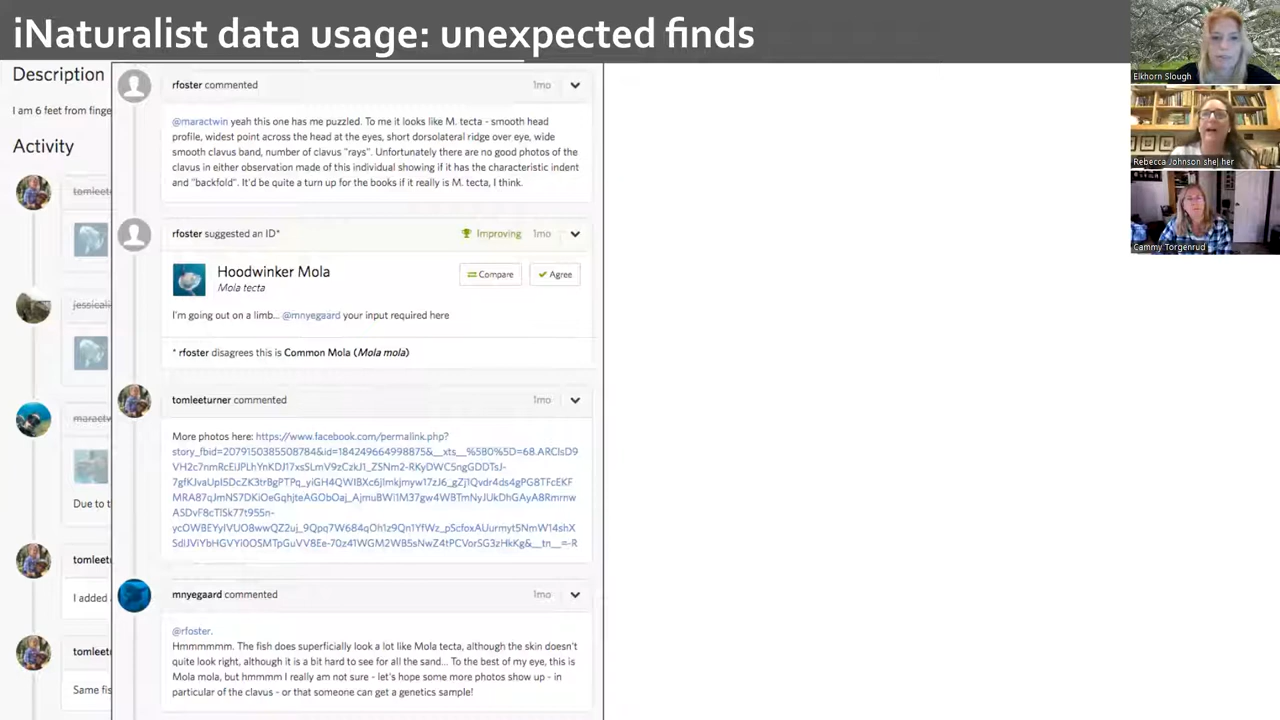 iNaturalist data usage: unexpected finds
Description
I am 6 feet from finge
Activity
tomleet
jessicali
maractw
Due to t
tomleet
I added
tomleet
Same fis
rfoster commented
1mo
@maractwin yeah this one has me puzzled. To me it looks like M. tecta - smooth head
profile, widest point across the head at the eyes, short dorsolateral ridge over eye, wide
smooth clavus band, number of clavus "rays". Unfortunately there are no good photos of the
clavus in either observation made of this individual showing if it has the characteristic indent
and "backfold". It'd be quite a turn up for the books if it really is M. tecta, I think.
rfoster suggested an ID*
Improving
1mo
Hoodwinker Mola
Mola tecta
Compare
Agree
I'm going out on a limb... @mnyegaard your input required here
* rfoster disagrees this is Common Mola (Mola mola)
tomleeturner commented
1mo
More photos here: https://www.facebook.com/permalink.php?
mnyegaard commented
1mo
@rfoster.
Hmmmmmm. The fish does superficially look a lot like Mola tecta, although the skin doesn't
quite look right, although it is a bit hard to see for all the sand... To the best of my eye, this is
Mola mola, but hmmmm I really am not sure - let's hope some more photos show up - in
particular of the clavus - or that someone can get a genetics sample!
Elkhorn Slough
Rebecca Johnson she| her
Cammy Torgenrud